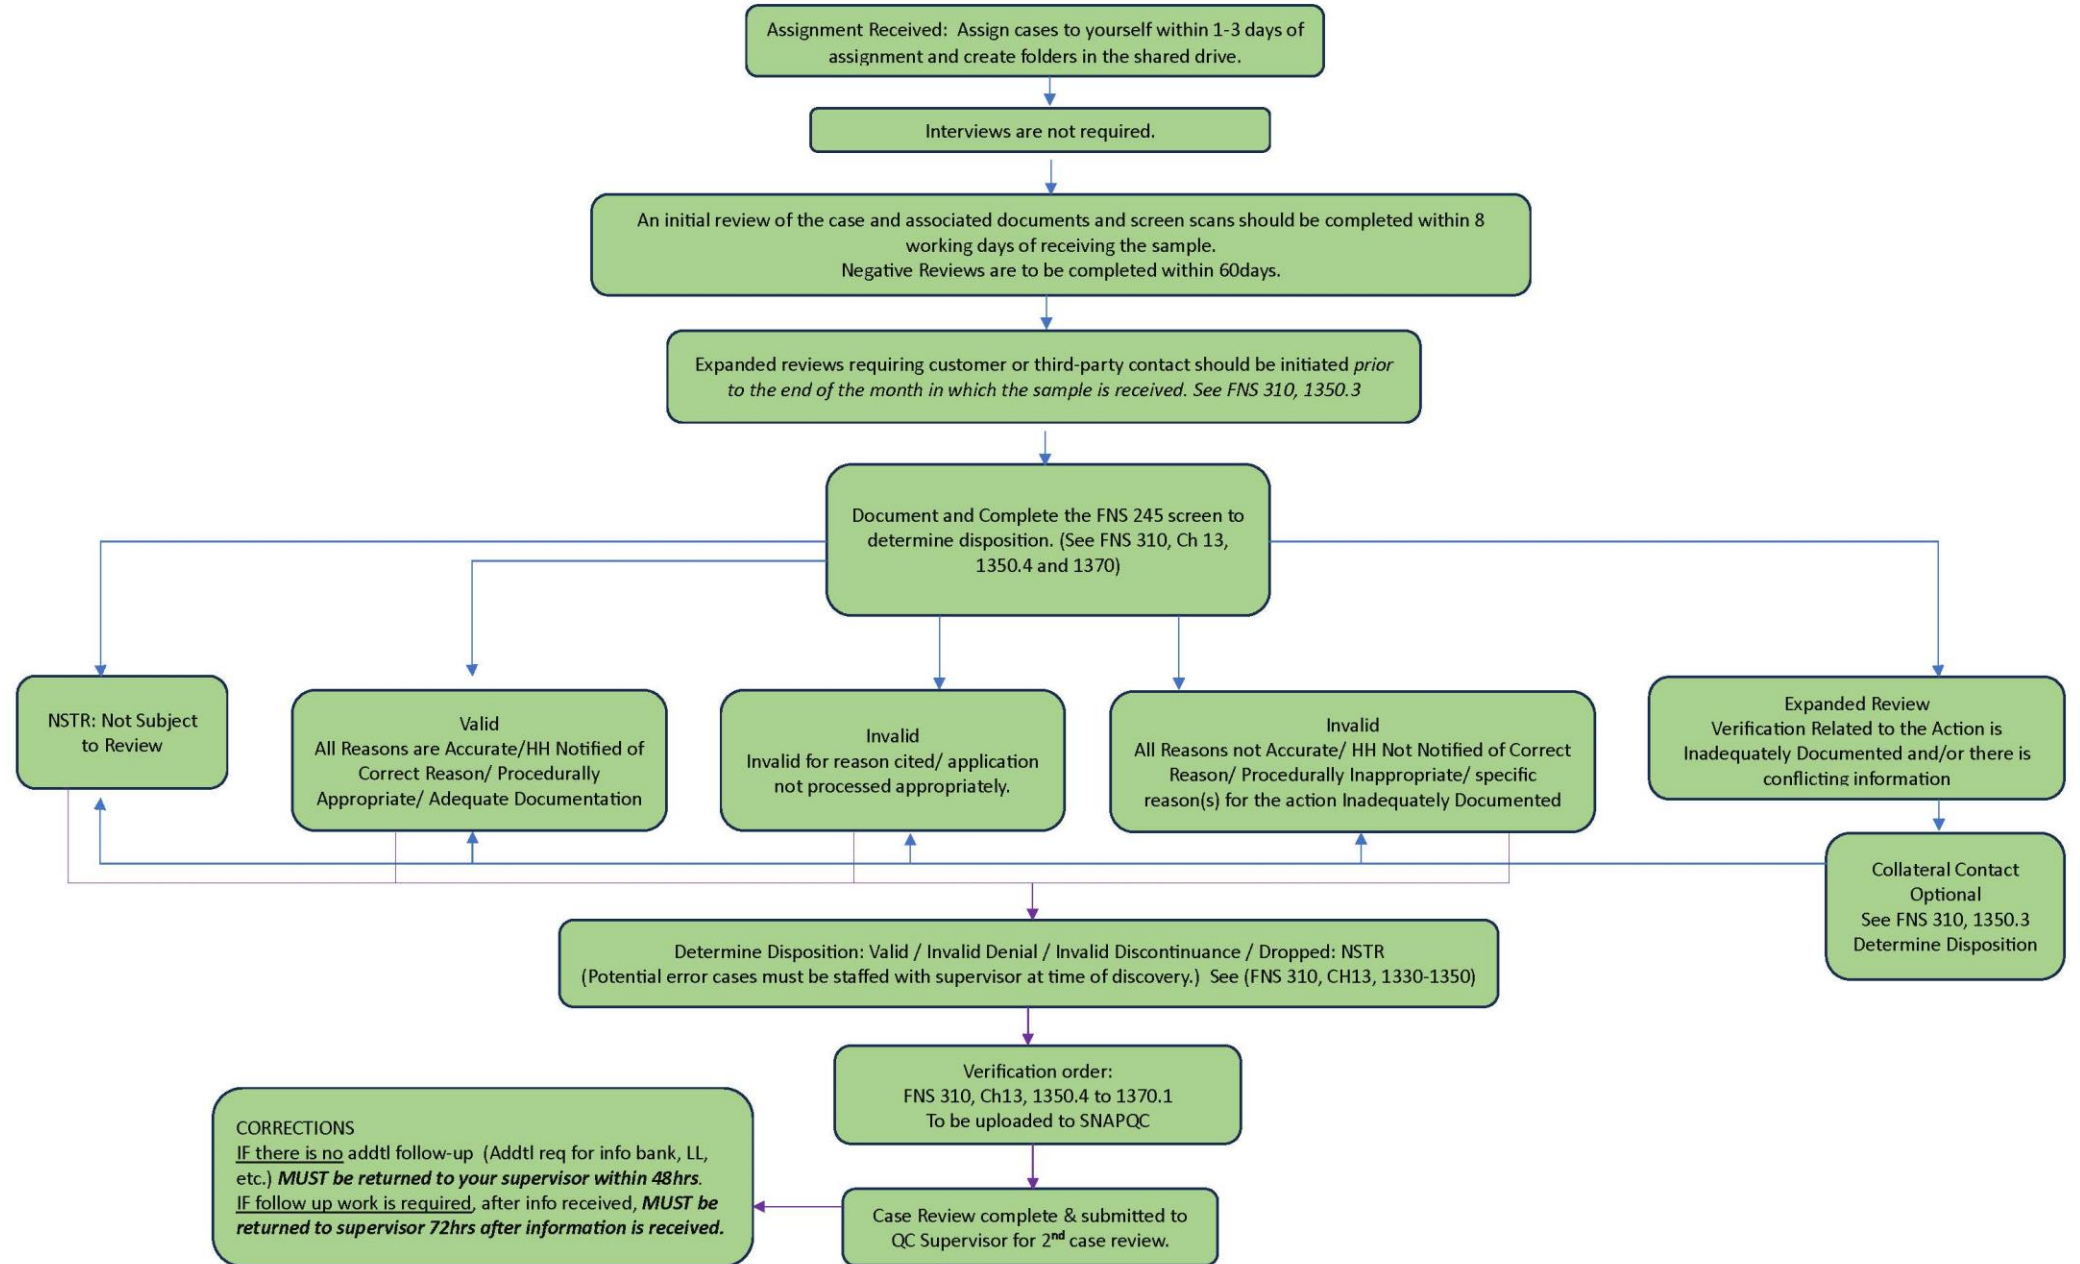 Assignment Received:  Assign cases to yourself within 1-3 days of
assignment and create folders in the shared drive.
Interviews are not required.
An initial review of the case and associated documents and screen scans should be completed within 8
working days of receiving the sample.
Negative Reviews are to be completed within 60days.
Expanded reviews requiring customer or third-party contact should be initiated prior
to the end of the month in which the sample is received. See FNS 310, 1350.3
Document and Complete the FNS 245 screen to
determine disposition. (See FNS 310, Ch 13,
1350.4 and 1370)
NSTR: Not Subject
to Review
Valid
All Reasons are Accurate/HH Notified of
Correct Reason/ Procedurally
Appropriate/ Adequate Documentation
Invalid
Invalid for reason cited/ application
not processed appropriately.
Invalid
All Reasons not Accurate/ HH Not Notified of Correct
Reason/ Procedurally Inappropriate/ specific
reason(s) for the action Inadequately Documented
Expanded Review
Verification Related to the Action is
Inadequately Documented and/or there is
conflicting information
Collateral Contact
Optional
See FNS 310, 1350.3
Determine Disposition
Determine Disposition: Valid / Invalid Denial / Invalid Discontinuance / Dropped: NSTR
(Potential error cases must be staffed with supervisor at time of discovery.)  See (FNS 310, CH13, 1330-1350)
Verification order:
FNS 310, Ch13, 1350.4 to 1370.1
To be uploaded to SNAPQC
Case Review complete & submitted to
QC Supervisor for 2nd case review.
CORRECTIONS
IF there is no addtl follow-up  (Addtl req for info bank, LL,
etc.) MUST be returned to your supervisor within 48hrs.
IF follow up work is required, after info received, MUST be
returned to supervisor 72hrs after information is received.